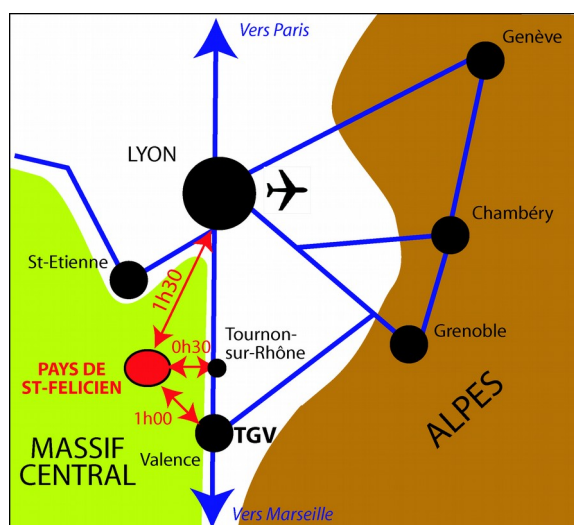 Vers Paris
Genève
LYON
Chambéry
St-Etienne
1h30
Tournon-
sur-Rhône
0h30
Grenoble
PAYS DE
ST-FELICIEN
1h00
TGV
MASSIF
CENTRAL
Valence
ALPES
Vers Marseille